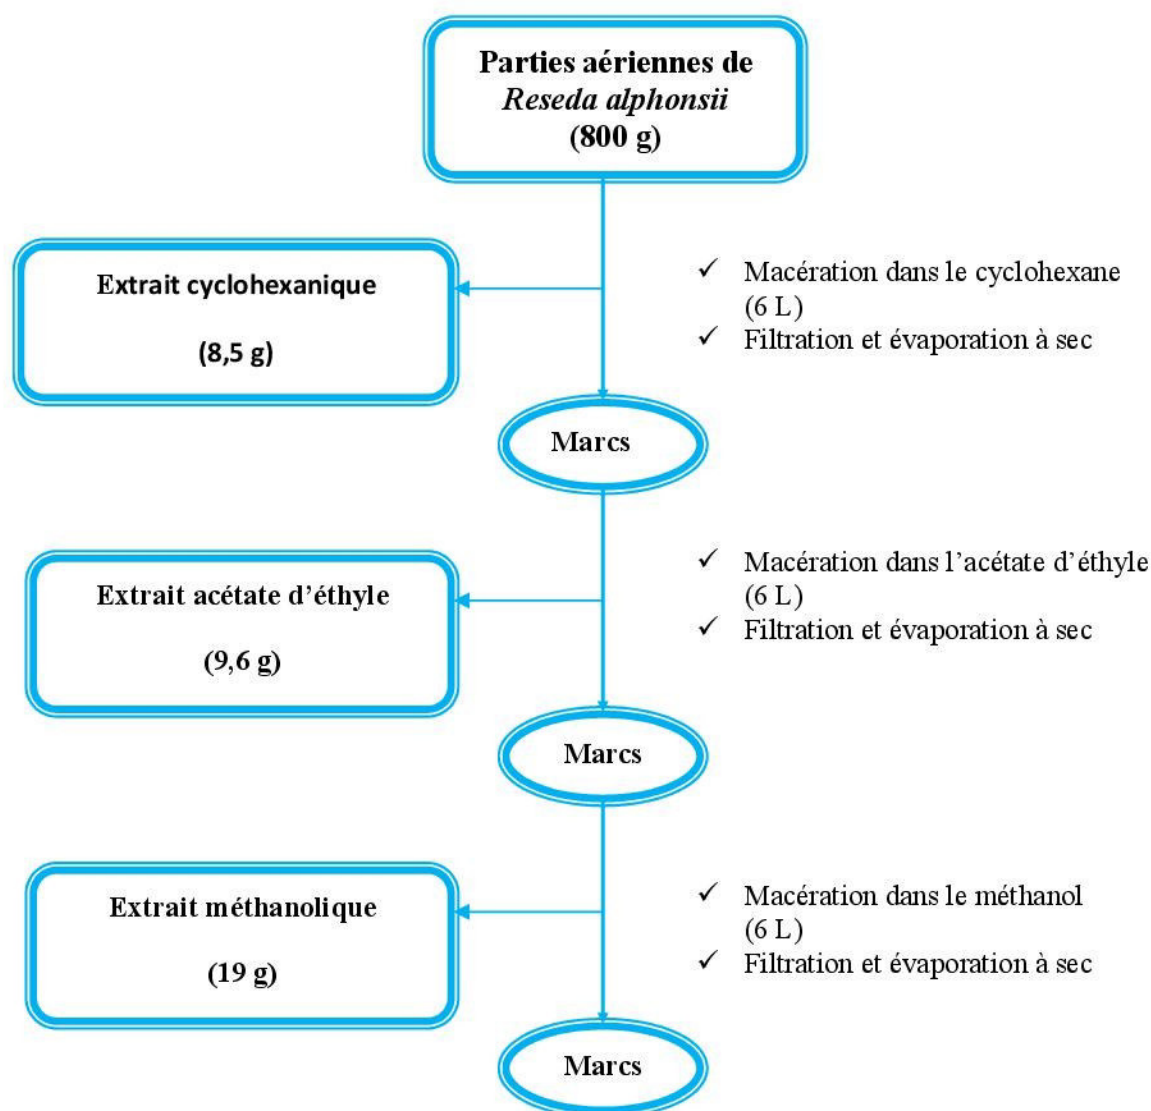 Parties aériennes de
Reseda alphonsii
(800 g)
Extrait cyclohexanique
(8,5 g)
✓ Macération dans le cyclohexane
(6 L)
✓ Filtration et évaporation à sec
Marcs
Extrait acétate d’éthyle
(9,6 g)
✓ Macération dans l’acétate d’éthyle
(6 L)
✓ Filtration et évaporation à sec
Marcs
Extrait méthanolique
(19 g)
✓ Macération dans le méthanol
(6 L)
✓ Filtration et évaporation à sec
Marcs